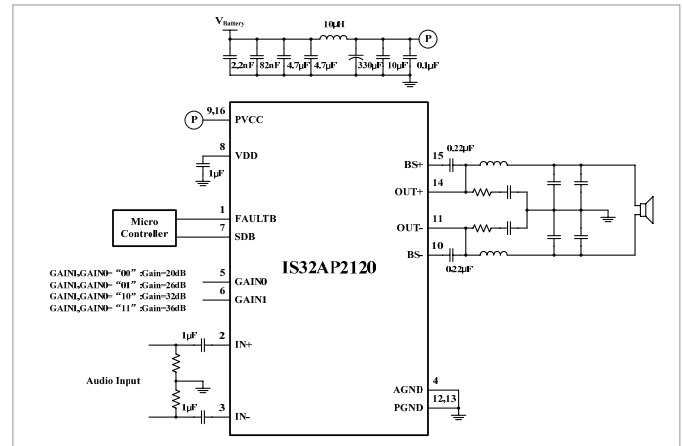 VBattery
10μH
P
2.2nF 82nF 4.7μF 4.7μF 330μF 10μF 0.1μF
P
9,16
PVCC
8
VDD
1μF
Micro
Controller
1
FAULTB
7
SDB
GAIN1,GAIN0= “00” :Gain=20dB
GAIN1,GAIN0= “01” :Gain=26dB
GAIN1,GAIN0= “10” :Gain=32dB
GAIN1,GAIN0= “11” :Gain=36dB
5
GAIN0
6
GAIN1
1μF
2
IN+
Audio Input
1μF
3
IN-
IS32AP2120
0.22μF
15
BS+
14
OUT+
11
OUT-
10
BS-
0.22μF
4
AGND
12,13
PGND